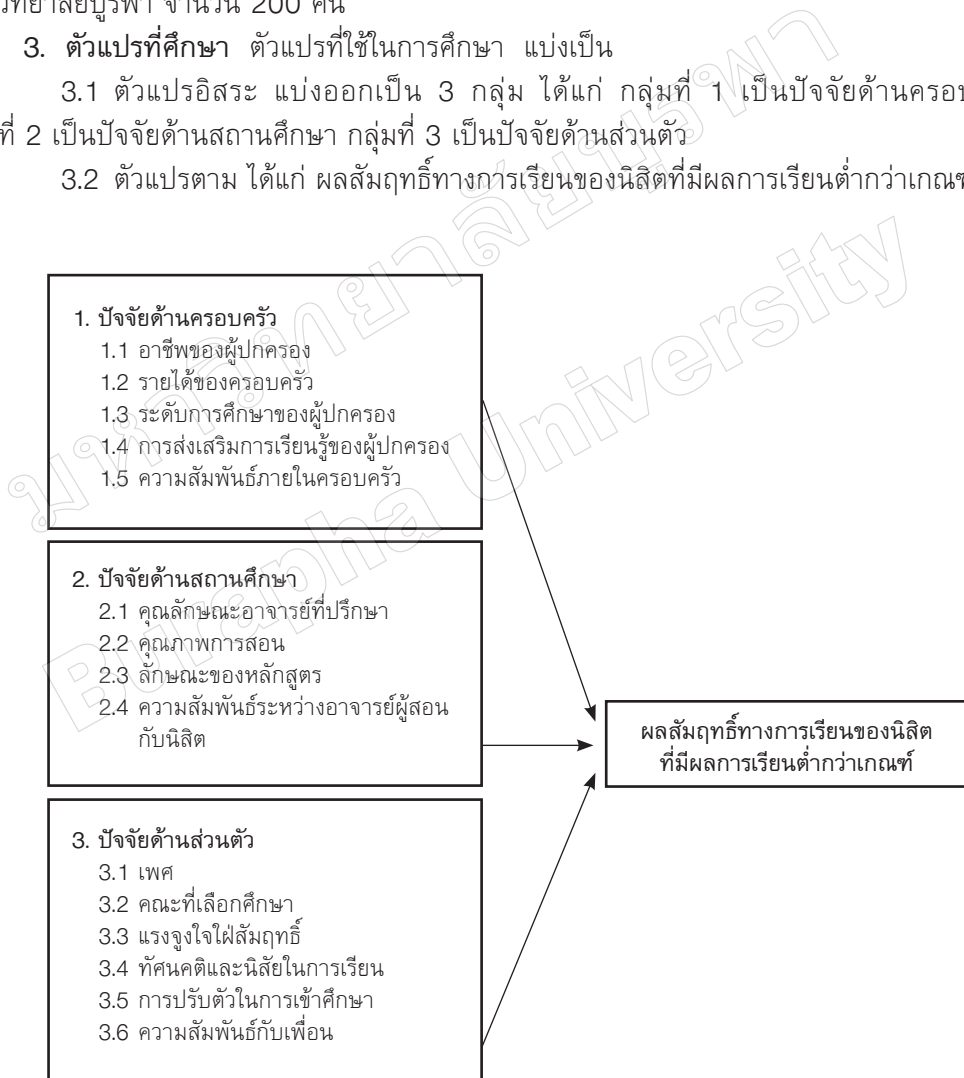 วิทยาลัยบูรพา จำนวน 200 คน
3. ตัวแปรที่ศึกษา ตัวแปรที่ใช้ในการศึกษา แบ่งเป็น
3.1 ตัวแปรอิสระ แบ่งออกเป็น 3 กลุ่ม ได้แก่ กลุ่มที่ 1 เป็นปัจจัยด้านครอบ
ที่ 2 เป็นปัจจัยด้านสถานศึกษา กลุ่มที่ 3 เป็นปัจจัยด้านส่วนตัว
3.2 ตัวแปรตาม ได้แก่ ผลสัมฤทธิ์ทางการเรียนของนิสิตที่มีผลการเรียนต่ำกว่าเกณฑ์
1. ปัจจัยด้านครอบครัว
1.1 อาชีพของผู้ปกครอง
1.2 รายได้ของครอบครัว
1.3 ระดับการศึกษาของผู้ปกครอง
1.4 การส่งเสริมการเรียนรู้ของผู้ปกครอง
1.5 ความสัมพันธ์ภายในครอบครัว
2. ปัจจัยด้านสถานศึกษา
2.1 คุณลักษณะอาจารย์ที่ปรึกษา
2.2 คุณภาพการสอน
2.3 ลักษณะของหลักสูตร
2.4 ความสัมพันธ์ระหว่างอาจารย์ผู้สอน
กับนิสิต
ผลสัมฤทธิ์ทางการเรียนของนิสิต
ที่มีผลการเรียนต่ำกว่าเกณฑ์
3. ปัจจัยด้านส่วนตัว
3.1 เพศ
3.2 คณะที่เลือกศึกษา
3.3 แรงจูงใจใฝ่สัมฤทธิ์
3.4 ทัศนคติและนิสัยในการเรียน
3.5 การปรับตัวในการเข้าศึกษา
3.6 ความสัมพันธ์กับเพื่อน
มหาวิทยาลัยบูรพา
Burapha University